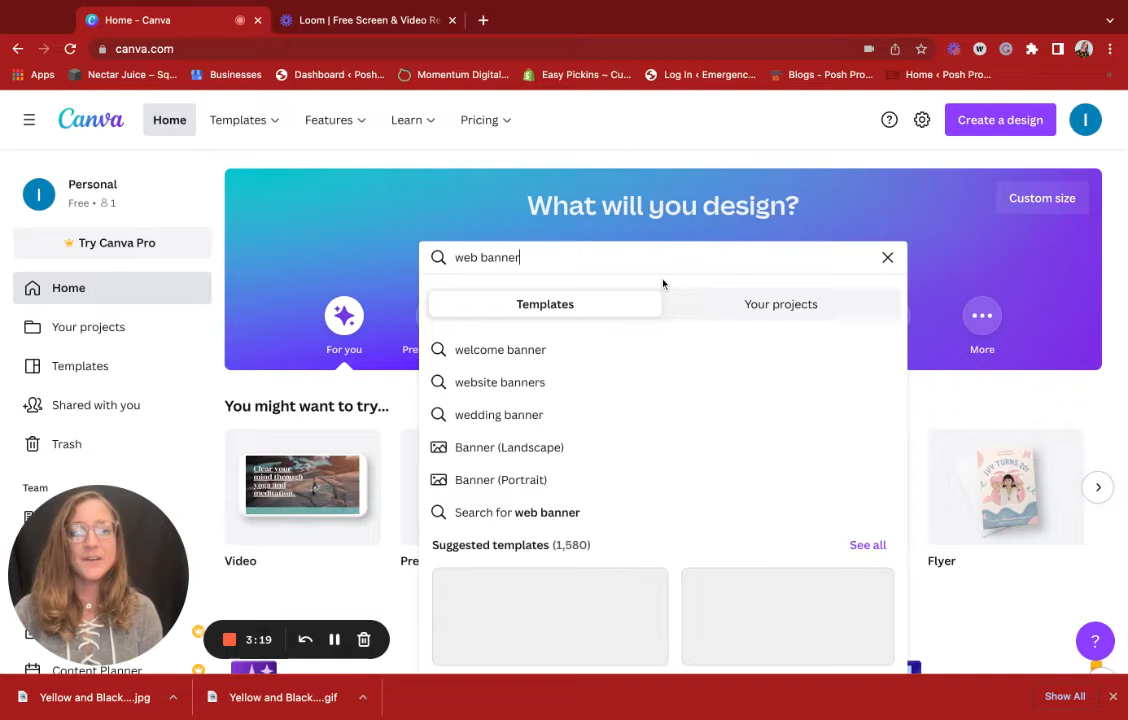 Home - Canva
Loom | Free Screen & Video Re
canva.com
Apps
Nectar Juice – Sq...
Businesses
Dashboard ‹ Posh...
Momentum Digital...
Easy Pickins ~ Cu...
Log In ‹ Emergenc...
Blogs - Posh Pro...
Home ‹ Posh Pro...
Canva
Home
Templates
Features
Learn
Pricing
Create a design
I
I
Personal
Free • 1
Try Canva Pro
Home
Your projects
Templates
Shared with you
Trash
Team
Content Planner
What will you design?
Custom size
web banner
Templates
Your projects
For you
Pre
More
welcome banner
website banners
wedding banner
Banner (Landscape)
Banner (Portrait)
Search for web banner
Suggested templates (1,580)
See all
You might want to try...
Clear your
mind through
yoga and
meditation.
IVY TURNS 20!
Video
Pre
Flyer
3:19
?
Yellow and Black....jpg
Yellow and Black....gif
Show All